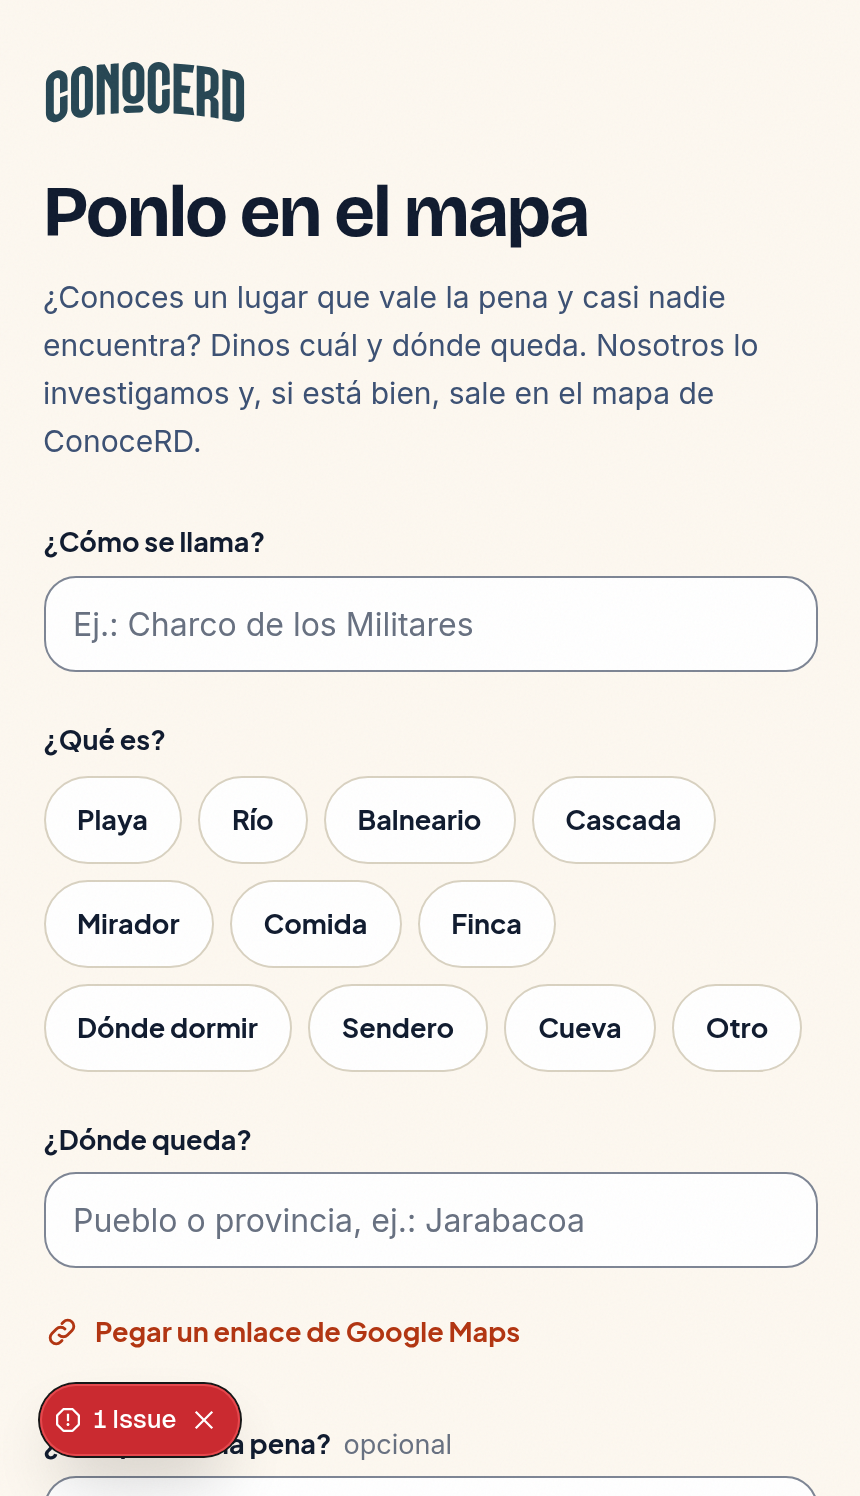 CONOCERD
Ponlo en el mapa
¿Conoces un lugar que vale la pena y casi nadie
encuentra? Dinos cuál y dónde queda. Nosotros lo
investigamos y, si está bien, sale en el mapa de
ConoceRD.
¿Cómo se llama?
Ej.: Charco de los Militares
¿Qué es?
Playa Río Balneario Cascada
Mirador Comida Finca
Dónde dormir Sendero Cueva Otro
¿Dónde queda?
Pueblo o provincia, ej.: Jarabacoa
Pegar un enlace de Google Maps
1 Issue
pena? opcional